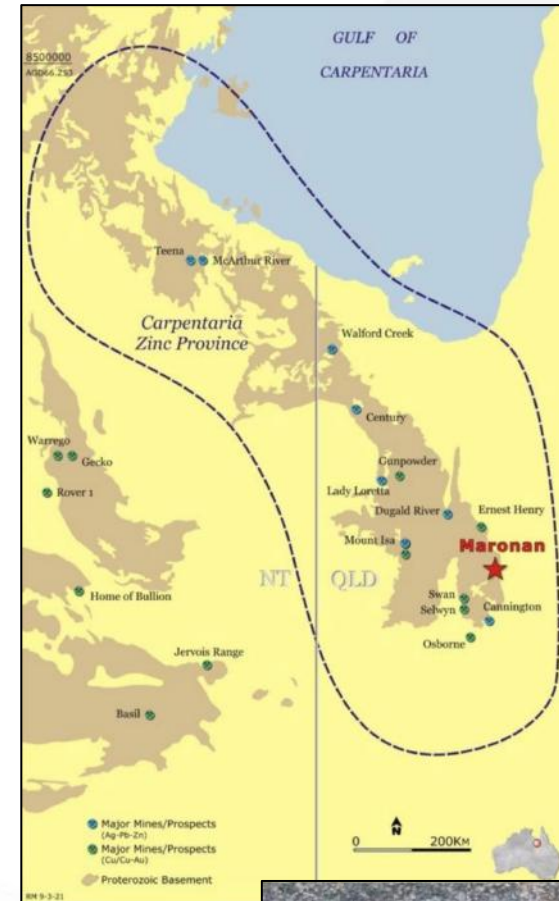 GULF OF
CARPENTARIA
8500000
AGD66.Z53
Teena
McArthur River
Carpentaria
Zinc Province
Walford Creek
Century
Warrego
Gecko
Gunpowder
Rover 1
Lady Loretta
Dugald River
Ernest Henry
Mount Isa
Maronan
NT QLD
Home of Bullion
Swan
Selwyn
Cannington
Osborne
Jervois Range
Basil
Major Mines/Prospects
(Ag-Pb-Zn)
Major Mines/Prospects
(Cu/Cu-Au)
Proterozoic Basement
N
0 200KM
RM 9-3-21